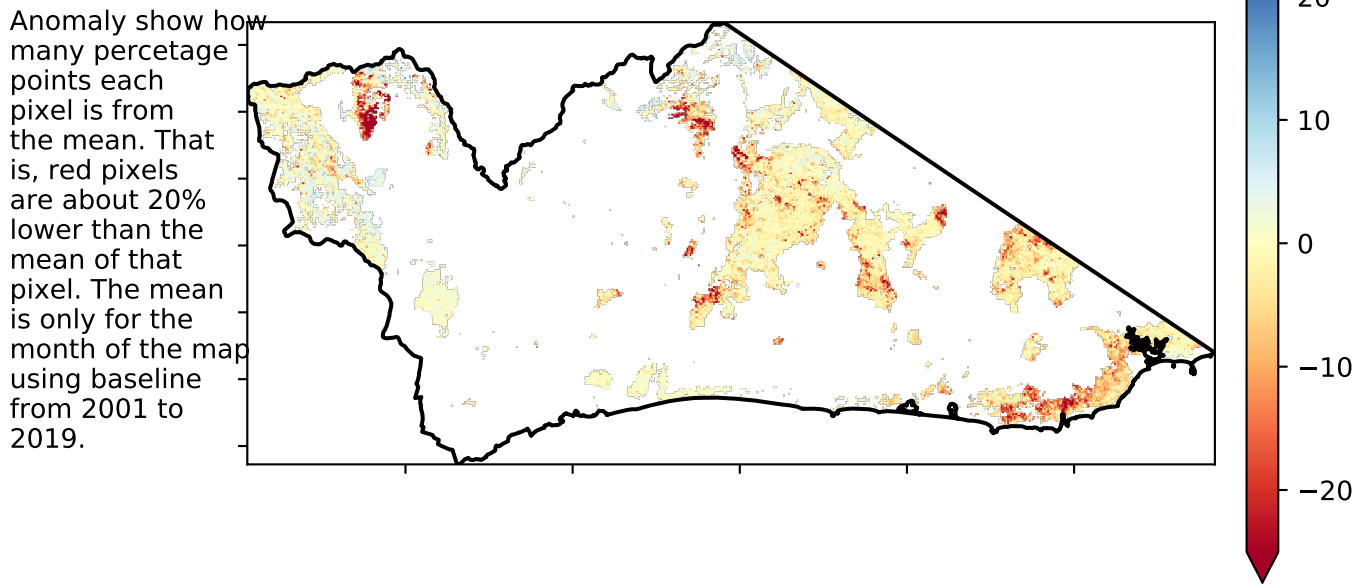 Anomaly show how
many percetage
points each
pixel is from
the mean. That
is, red pixels
are about 20%
lower than the
mean of that
pixel. The mean
is only for the
month of the map
using baseline
from 2001 to
2019.
20
10
0
−10
−20